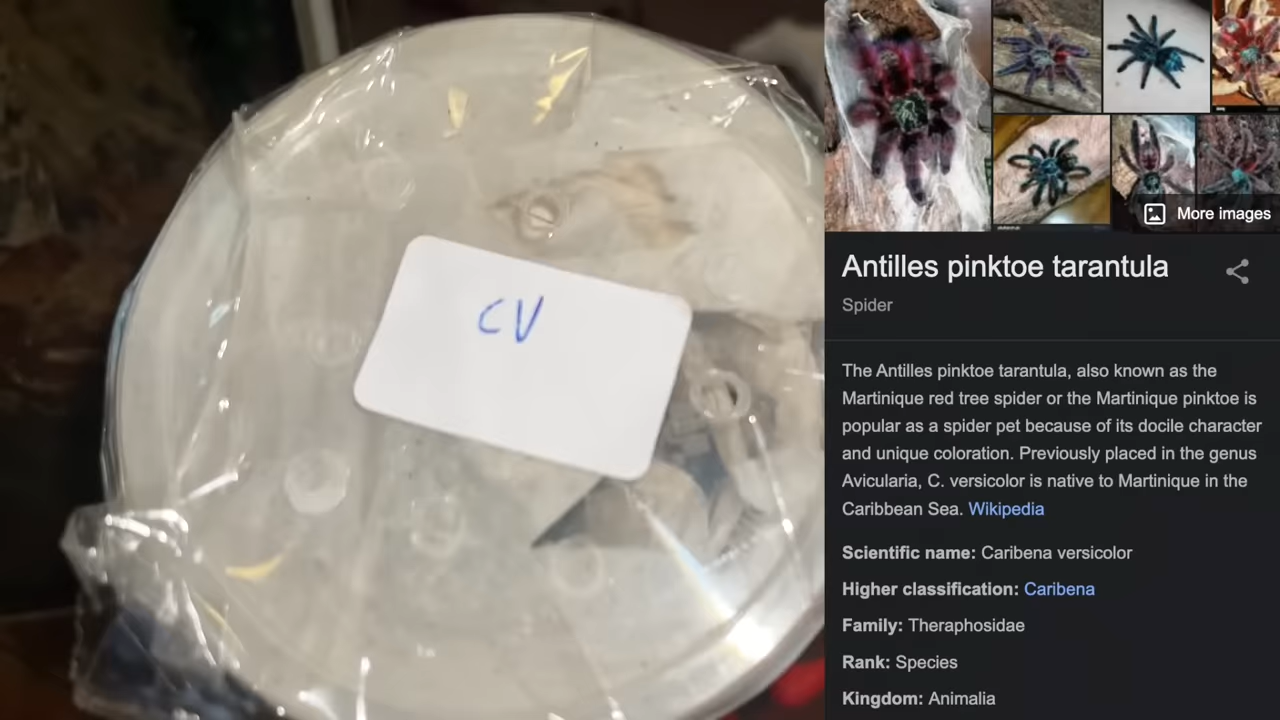 CV
More images
Antilles pinktoe tarantula
Spider
The Antilles pinktoe tarantula, also known as the
Martinique red tree spider or the Martinique pinktoe is
popular as a spider pet because of its docile character
and unique coloration. Previously placed in the genus
Avicularia, C. versicolor is native to Martinique in the
Caribbean Sea. Wikipedia
Scientific name: Caribena versicolor
Higher classification: Caribena
Family: Theraphosidae
Rank: Species
Kingdom: Animalia